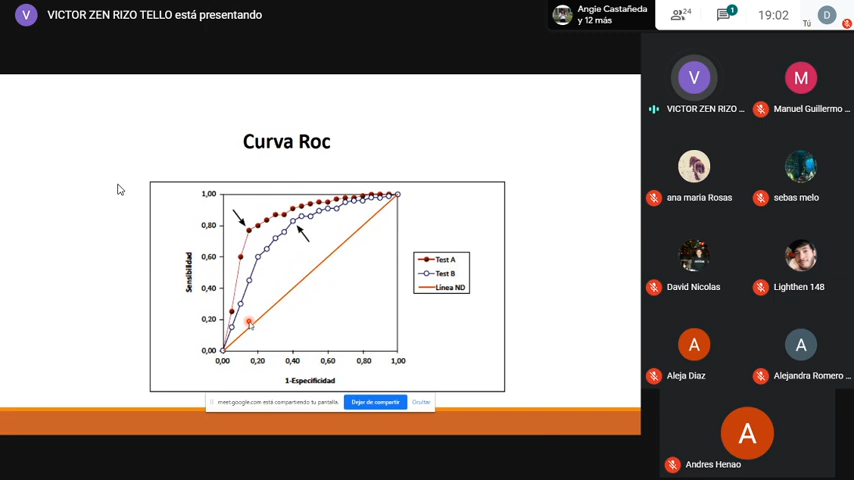 V VICTOR ZEN RIZO TELLO está presentando
Angie Castañeda
y 12 más
24
1
19:02
Tú
D
Curva Roc
Sensibilidad
1,00
0,80
0,60
0,40
0,20
0,00
0,00 0,20 0,40 0,60 0,80 1,00
1-Especificidad
Test A
Test B
Línea ND
meet.google.com está compartiendo tu pantalla.
Dejar de compartir
Ocultar
V
VICTOR ZEN RIZO ...
M
Manuel Guillermo ...
ana maria Rosas
sebas melo
David Nicolas
Lighthen 148
A
Aleja Diaz
A
Alejandra Romero ...
A
Andres Henao